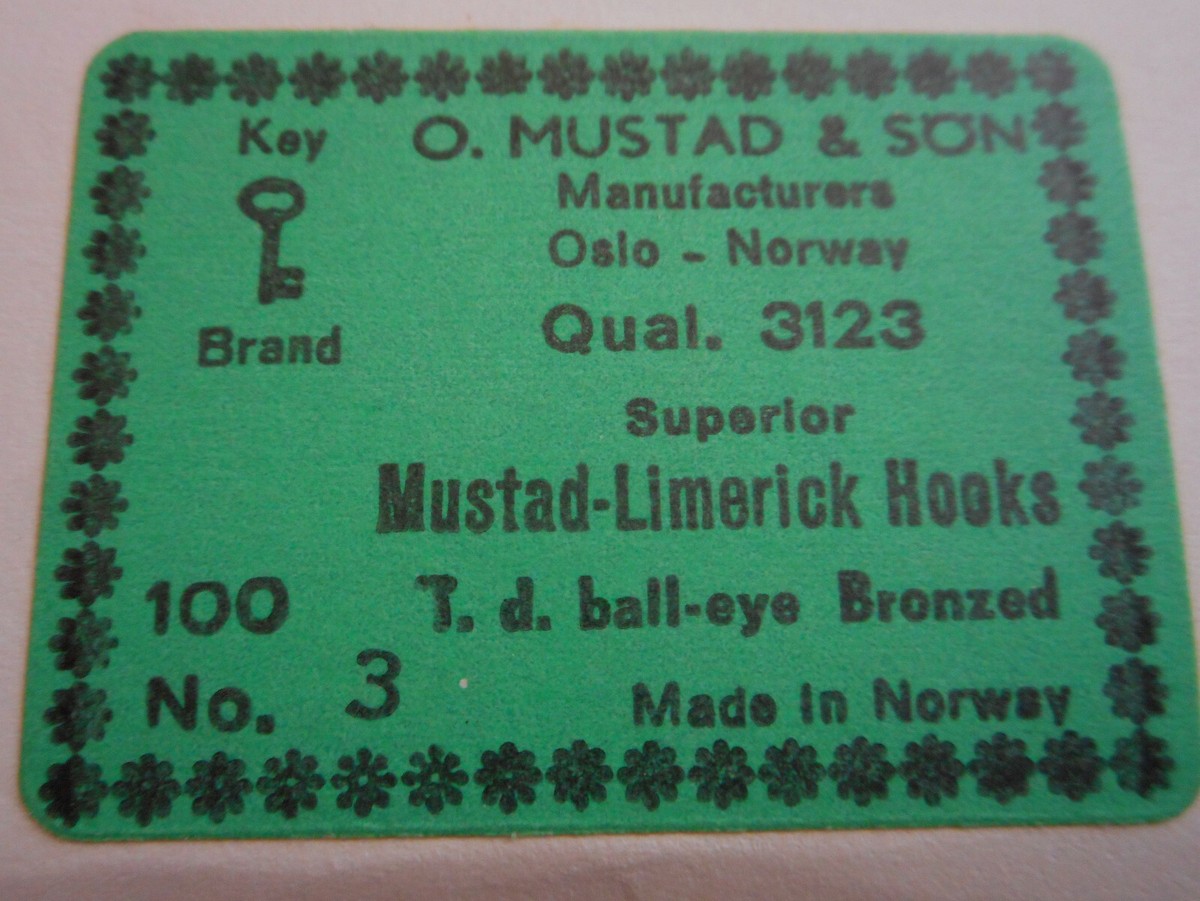 Key
Brand
O. MUSTAD & SÖN
Manufacturers
Oslo - Norway
Qual. 3123
Superior
Mustad-Limerick Hooks
100 T. d. ball-eye Bronzed
No. 3 Made in Norway